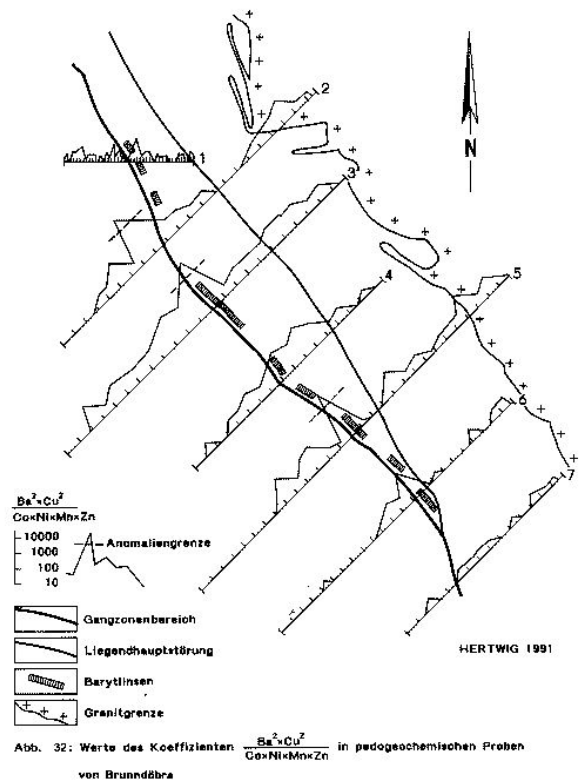 2
1
3
N
4
5
6
7
Ba²×Cu²
Co×Ni×Mn×Zn
10000
1000
100
10
Anomaliengrenze
Gangzonenbereich
Liegendhauptstörung
HERTWIG 1991
Barytlinsen
Granitgrenze
Abb. 32: Werte des Koeffizienten Ba²×Cu² / Co×Ni×Mn×Zn in pedogeochemischen Proben
von Brunndöbra